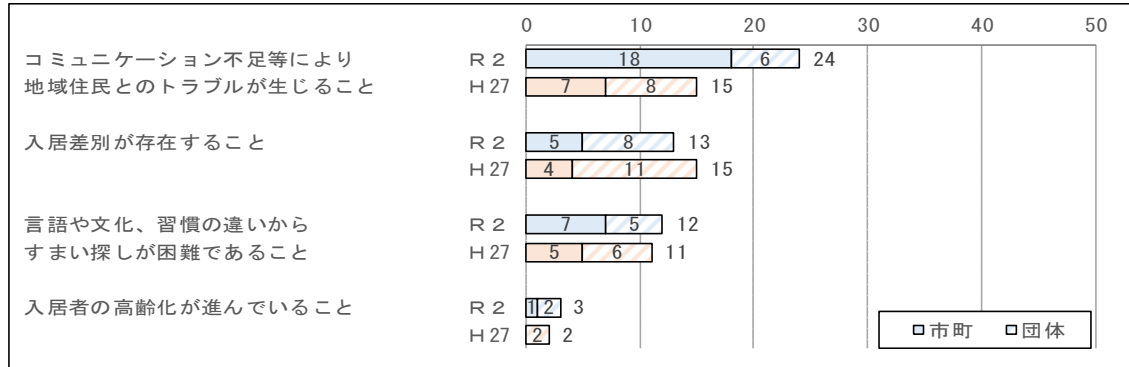 0 10 20 30 40 50
コミュニケーション不足等により R2 18 6 24
地域住民とのトラブルが生じること H27 7 8 15
入居差別が存在すること R2 5 8 13
H27 4 11 15
言語や文化、習慣の違いから R2 7 5 12
すまい探しが困難であること H27 5 6 11
入居者の高齢化が進んでいること R2 1 2 3
H27 2 2
市町 団体